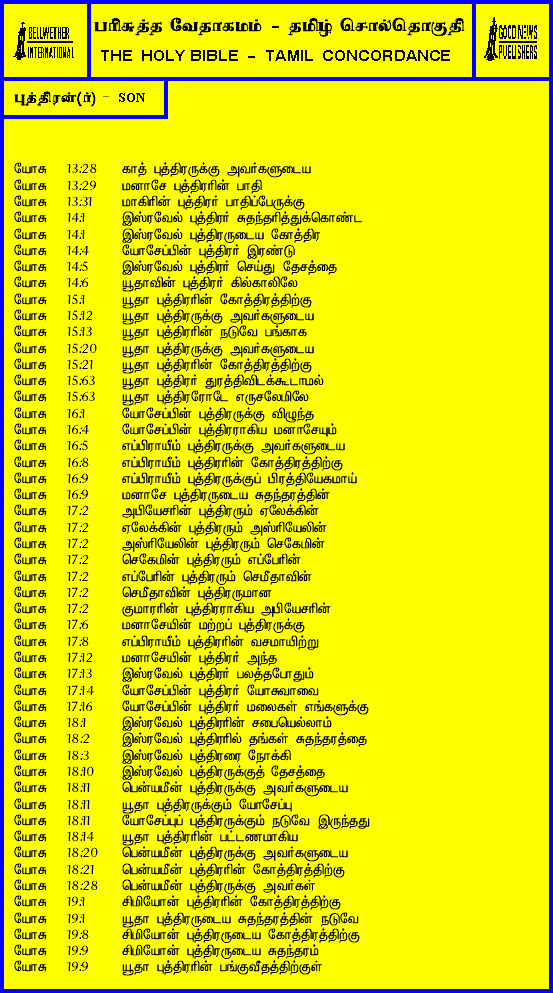 BELLWETHER
INTERNATIONAL
பரிசுத்த வேதாகமம் - தமிழ் சொல்தொகுதி
THE HOLY BIBLE - TAMIL CONCORDANCE
GOOD NEWS
PUBLISHERS
புத்திரன்(ர்) - SON
யோசு 13:28 காத் புத்திரருக்கு அவர்களுடைய
யோசு 13:29 மனாசே புத்திரரின் பாதி
யோசு 13:31 மாகிரின் புத்திரர் பாதிப்பேருக்கு
யோசு 14:1 இஸ்ரவேல் புத்திரர் சுதந்தரித்துக்கொண்ட
யோசு 14:1 இஸ்ரவேல் புத்திரருடைய கோத்திர
யோசு 14:4 யோசேப்பின் புத்திரர் இரண்டு
யோசு 14:5 இஸ்ரவேல் புத்திரர் செய்து தேசத்தை
யோசு 14:6 யூதாவின் புத்திரர் கில்காலிலே
யோசு 15:1 யூதா புத்திரரின் கோத்திரத்திற்கு
யோசு 15:12 யூதா புத்திரருக்கு அவர்களுடைய
யோசு 15:13 யூதா புத்திரரின் நடுவே பங்காக
யோசு 15:20 யூதா புத்திரருக்கு அவர்களுடைய
யோசு 15:21 யூதா புத்திரரின் கோத்திரத்திற்கு
யோசு 15:63 யூதா புத்திரர் துரத்திவிடக்கூடாமல்
யோசு 15:63 யூதா புத்திரரோடே எருசலேமிலே
யோசு 16:1 யோசேப்பின் புத்திரருக்கு விழுந்த
யோசு 16:4 யோசேப்பின் புத்திரராகிய மனாசேயும்
யோசு 16:5 எப்பிராயீம் புத்திரருக்கு அவர்களுடைய
யோசு 16:8 எப்பிராயீம் புத்திரரின் கோத்திரத்திற்கு
யோசு 16:9 எப்பிராயீம் புத்திரருக்குப் பிரத்தியேகமாய்
யோசு 16:9 மனாசே புத்திரருடைய சுதந்தரத்தின்
யோசு 17:2 அபியேசரின் புத்திரரும் ஏலேக்கின்
யோசு 17:2 ஏலேக்கின் புத்திரரும் அஸ்ரியேலின்
யோசு 17:2 அஸ்ரியேலின் புத்திரரும் செகேமின்
யோசு 17:2 செகேமின் புத்திரரும் எப்பேரின்
யோசு 17:2 எப்பேரின் புத்திரரும் செமீதாவின்
யோசு 17:2 செமீதாவின் புத்திரருமான
யோசு 17:2 குமாரரின் புத்திரராகிய அபியேசரின்
யோசு 17:6 மனாசேயின் மற்றப் புத்திரருக்கு
யோசு 17:8 எப்பிராயீம் புத்திரரின் வசமாயிற்று
யோசு 17:12 மனாசேயின் புத்திரர் அந்த
யோசு 17:13 இஸ்ரவேல் புத்திரர் பலத்தபோதும்
யோசு 17:14 யோசேப்பின் புத்திரர் யோசுவாவை
யோசு 17:16 யோசேப்பின் புத்திரர் மலைகள் எங்களுக்கு
யோசு 18:1 இஸ்ரவேல் புத்திரரின் சபையெல்லாம்
யோசு 18:2 இஸ்ரவேல் புத்திரரில் தங்கள் சுதந்தரத்தை
யோசு 18:3 இஸ்ரவேல் புத்திரரை நோக்கி
யோசு 18:10 இஸ்ரவேல் புத்திரருக்குத் தேசத்தை
யோசு 18:11 பென்யமீன் புத்திரருக்கு அவர்களுடைய
யோசு 18:11 யூதா புத்திரருக்கும் யோசேப்பு
யோசு 18:11 யோசேப்புப் புத்திரருக்கும் நடுவே இருந்தது
யோசு 18:14 யூதா புத்திரரின் பட்டணமாகிய
யோசு 18:20 பென்யமீன் புத்திரருக்கு அவர்களுடைய
யோசு 18:21 பென்யமீன் புத்திரரின் கோத்திரத்திற்கு
யோசு 18:28 பென்யமீன் புத்திரருக்கு அவர்கள்
யோசு 19:1 சிமியோன் புத்திரரின் கோத்திரத்திற்கு
யோசு 19:1 யூதா புத்திரருடைய சுதந்தரத்தின் நடுவே
யோசு 19:8 சிமியோன் புத்திரருடைய கோத்திரத்திற்கு
யோசு 19:9 சிமியோன் புத்திரருடைய சுதந்தரம்
யோசு 19:9 யூதா புத்திரரின் பங்குவீதத்திற்குள்